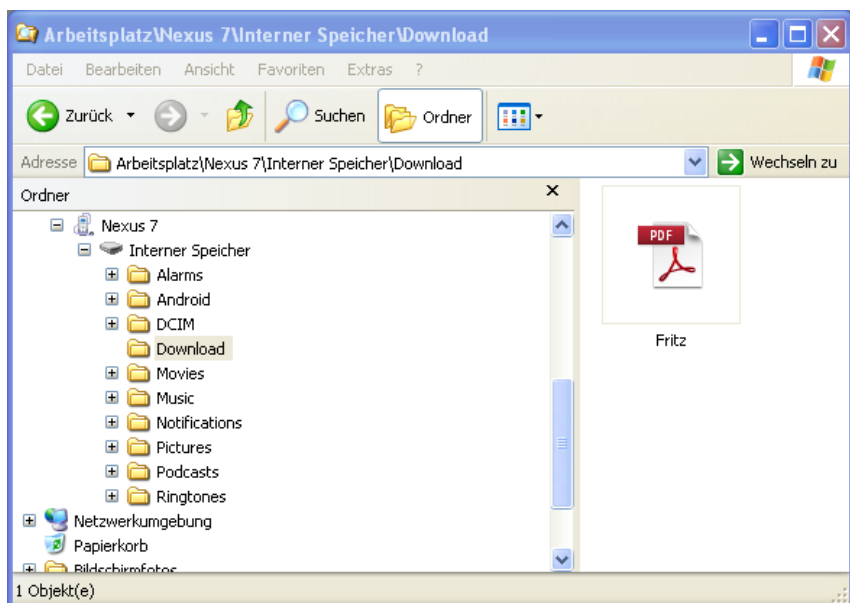 Arbeitsplatz\Nexus 7\Interner Speicher\Download
Datei Bearbeiten Ansicht Favoriten Extras ?
Zurück Suchen Ordner
Adresse Arbeitsplatz\Nexus 7\Interner Speicher\Download Wechseln zu
Ordner x
Nexus 7
Interner Speicher
Alarms
Android
DCIM
Download
Movies
Music
Notifications
Pictures
Podcasts
Ringtones
Netzwerkumgebung
Papierkorb
Bildschirmfotos
PDF
Fritz
1 Objekt(e)